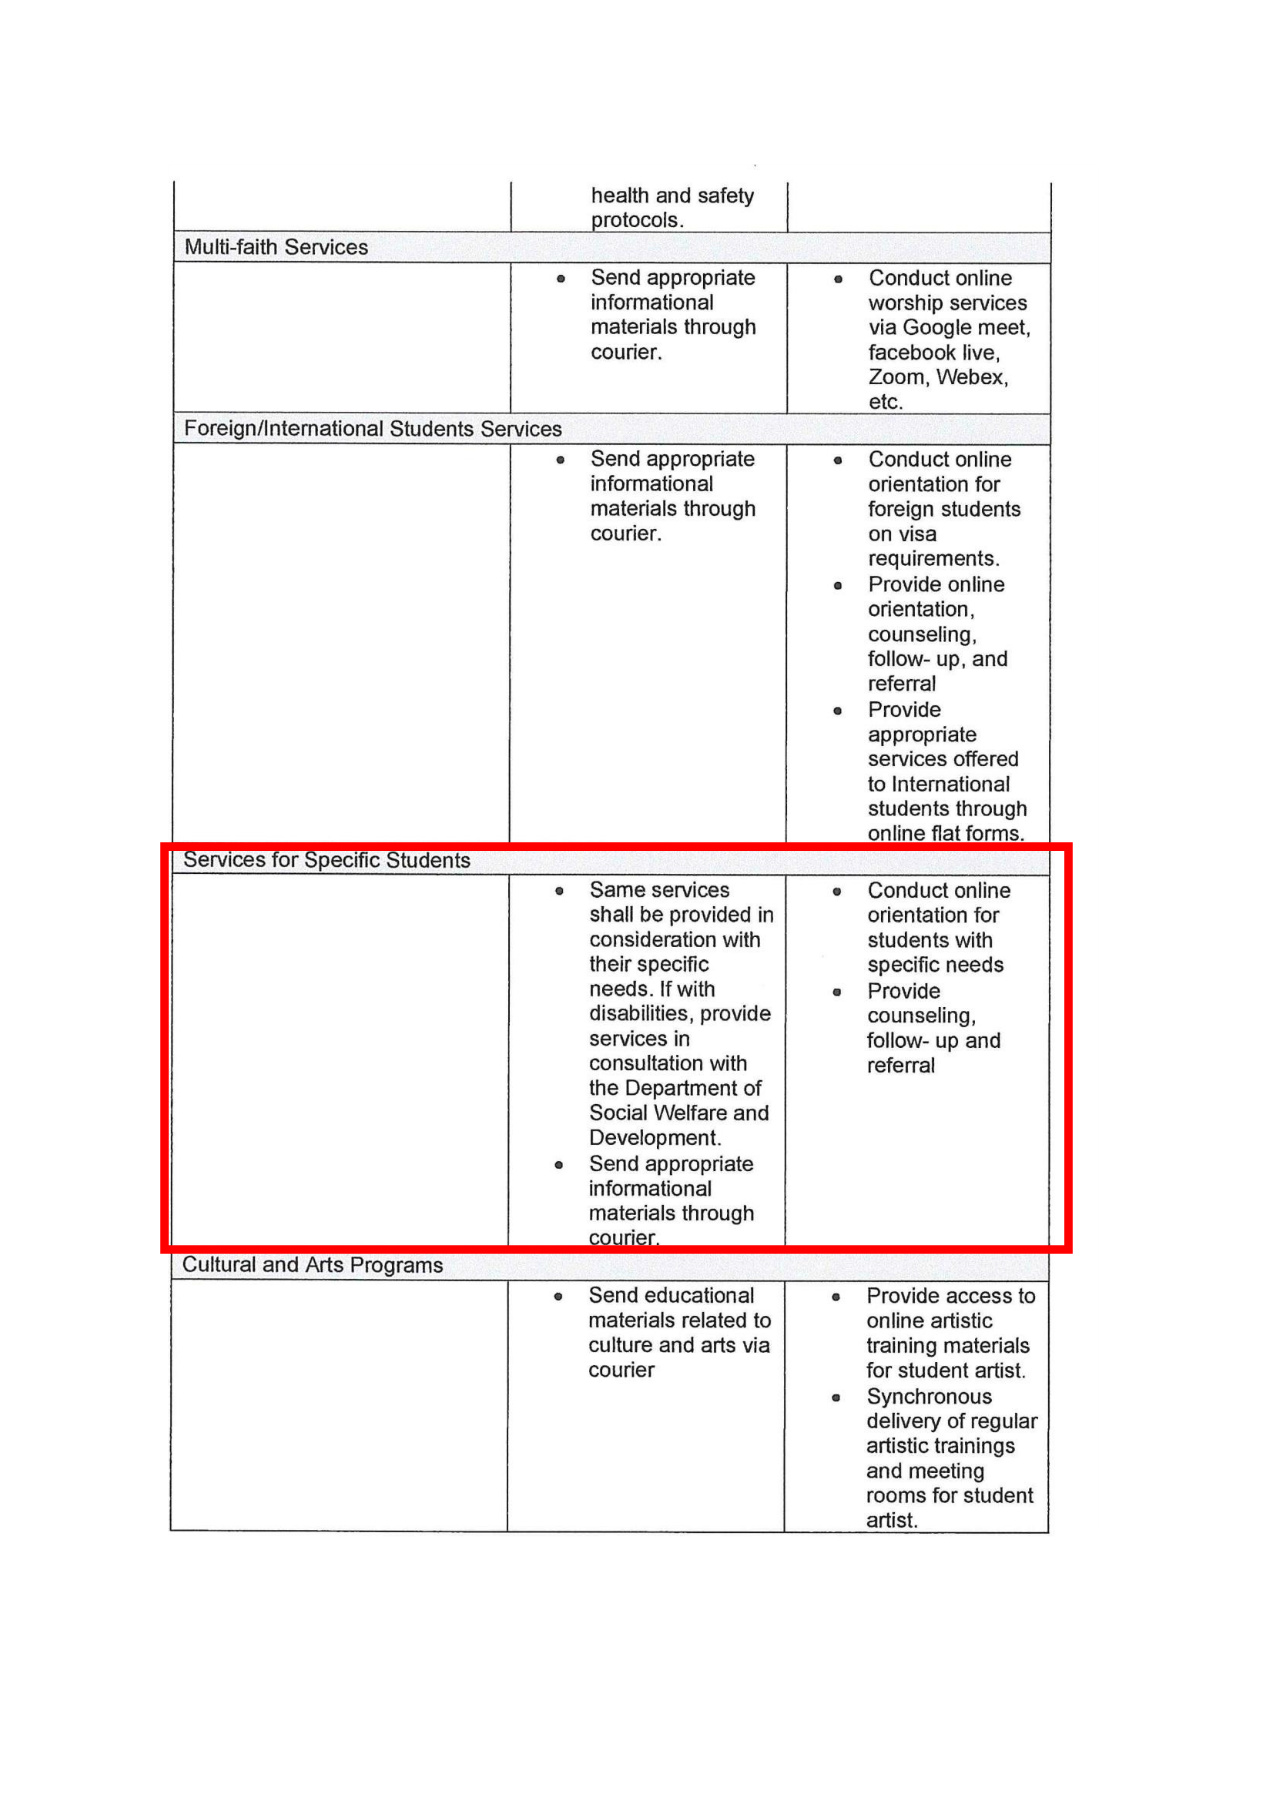 health and safety
protocols.
Multi-faith Services
• Send appropriate
informational
materials through
courier.
• Conduct online
worship services
via Google meet,
facebook live,
Zoom, Webex,
etc.
Foreign/International Students Services
• Send appropriate
informational
materials through
courier.
• Conduct online
orientation for
foreign students
on visa
requirements.
• Provide online
orientation,
counseling,
follow- up, and
referral
• Provide
appropriate
services offered
to International
students through
online flat forms.
Services for Specific Students
• Same services
shall be provided in
consideration with
their specific
needs. If with
disabilities, provide
services in
consultation with
the Department of
Social Welfare and
Development.
• Send appropriate
informational
materials through
courier.
• Conduct online
orientation for
students with
specific needs
• Provide
counseling,
follow- up and
referral
Cultural and Arts Programs
• Send educational
materials related to
culture and arts via
courier
• Provide access to
online artistic
training materials
for student artist.
• Synchronous
delivery of regular
artistic trainings
and meeting
rooms for student
artist.